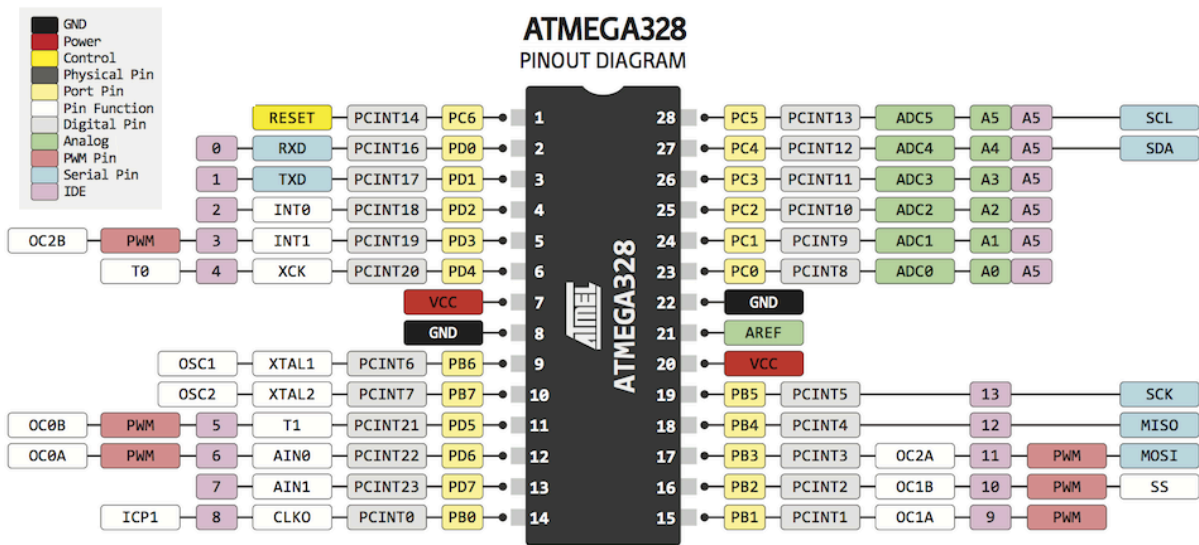 ATMEGA328
PINOUT DIAGRAM
GND
Power
Control
Physical Pin
Port Pin
Pin Function
Digital Pin
Analog
PWM Pin
Serial Pin
IDE
RESET PCINT14 PC6 1 28 PC5 PCINT13 ADC5 A5 A5 SCL
0 RXD PCINT16 PD0 2 27 PC4 PCINT12 ADC4 A4 A5 SDA
1 TXD PCINT17 PD1 3 26 PC3 PCINT11 ADC3 A3 A5
2 INT0 PCINT18 PD2 4 25 PC2 PCINT10 ADC2 A2 A5
OC2B PWM 3 INT1 PCINT19 PD3 5 24 PC1 PCINT9 ADC1 A1 A5
T0 4 XCK PCINT20 PD4 6 23 PC0 PCINT8 ADC0 A0 A5
VCC 7 22 GND
GND 8 21 AREF
OSC1 XTAL1 PCINT6 PB6 9 20 VCC
OSC2 XTAL2 PCINT7 PB7 10 19 PB5 PCINT5 13 SCK
OC0B PWM 5 T1 PCINT21 PD5 11 18 PB4 PCINT4 12 MISO
OC0A PWM 6 AIN0 PCINT22 PD6 12 17 PB3 PCINT3 OC2A 11 PWM MOSI
7 AIN1 PCINT23 PD7 13 16 PB2 PCINT2 OC1B 10 PWM SS
ICP1 8 CLKO PCINT0 PB0 14 15 PB1 PCINT1 OC1A 9 PWM
ATMEL
ATMEGA328